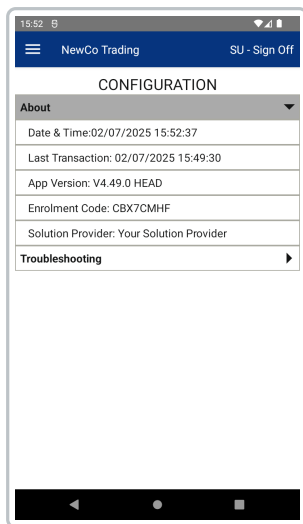 15:52
NewCo Trading
SU - Sign Off
CONFIGURATION
About
Date & Time:02/07/2025 15:52:37
Last Transaction: 02/07/2025 15:49:30
App Version: V4.49.0 HEAD
Enrolment Code: CBX7CMHF
Solution Provider: Your Solution Provider
Troubleshooting